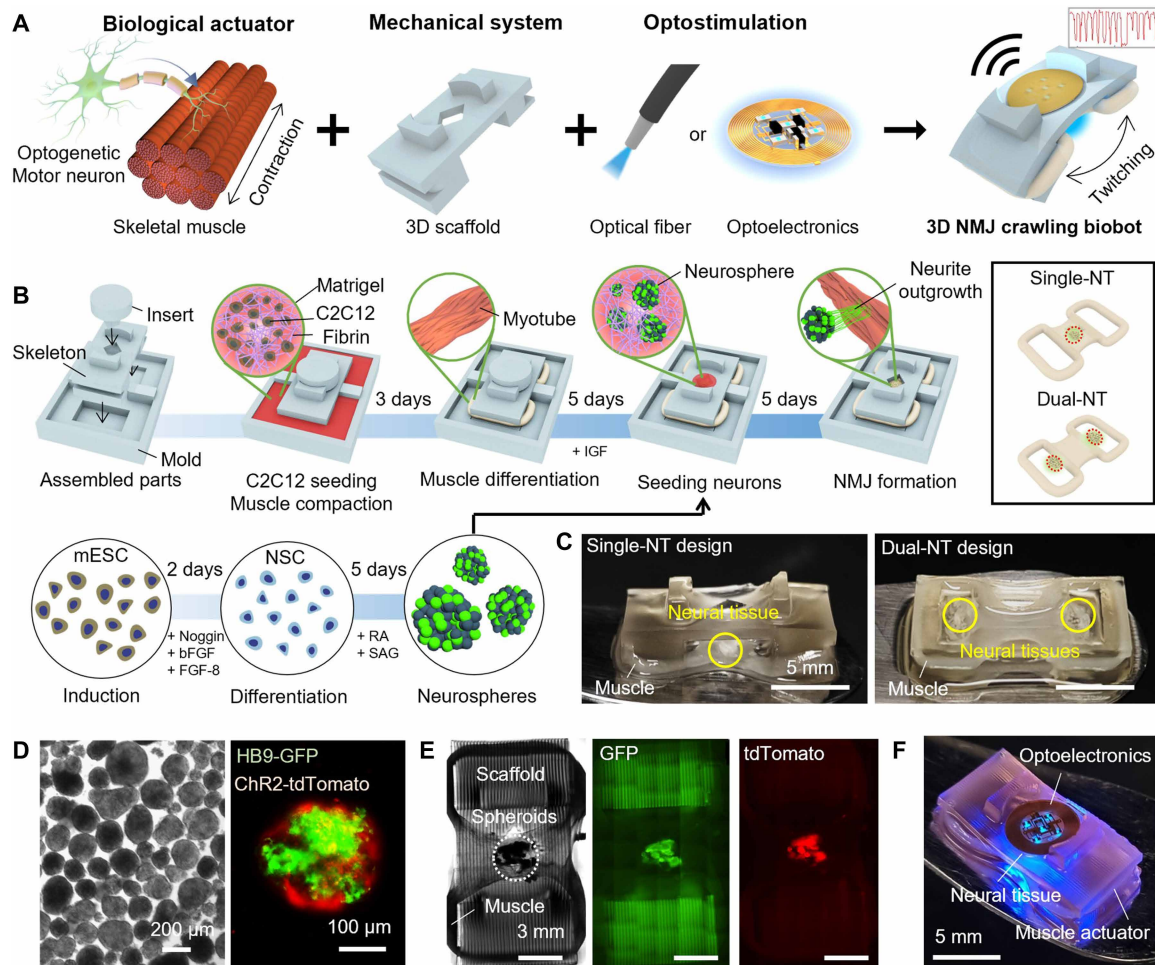 A
Biological actuator
Mechanical system
Optostimulation
Optogenetic
Motor neuron
Contraction
or
Twitching
Skeletal muscle
3D scaffold
Optical fiber
Optoelectronics
3D NMJ crawling biobot
B
Insert
Skeleton
Mold
Matrigel
C2C12
Fibrin
Myotube
Neurosphere
Neurite
outgrowth
3 days
5 days
+ IGF
5 days
Assembled parts
C2C12 seeding
Muscle compaction
Muscle differentiation
Seeding neurons
NMJ formation
Single-NT
Dual-NT
mESC
2 days
+ Noggin
+ bFGF
+ FGF-8
NSC
5 days
+ RA
+ SAG
Induction
Differentiation
Neurospheres
C
Single-NT design
Neural tissue
Muscle
5 mm
Dual-NT design
Neural tissues
Muscle
D
200 µm
HB9-GFP
ChR2-tdTomato
100 µm
E
Scaffold
Spheroids
Muscle
3 mm
GFP
tdTomato
F
Optoelectronics
Neural tissue
Muscle actuator
5 mm